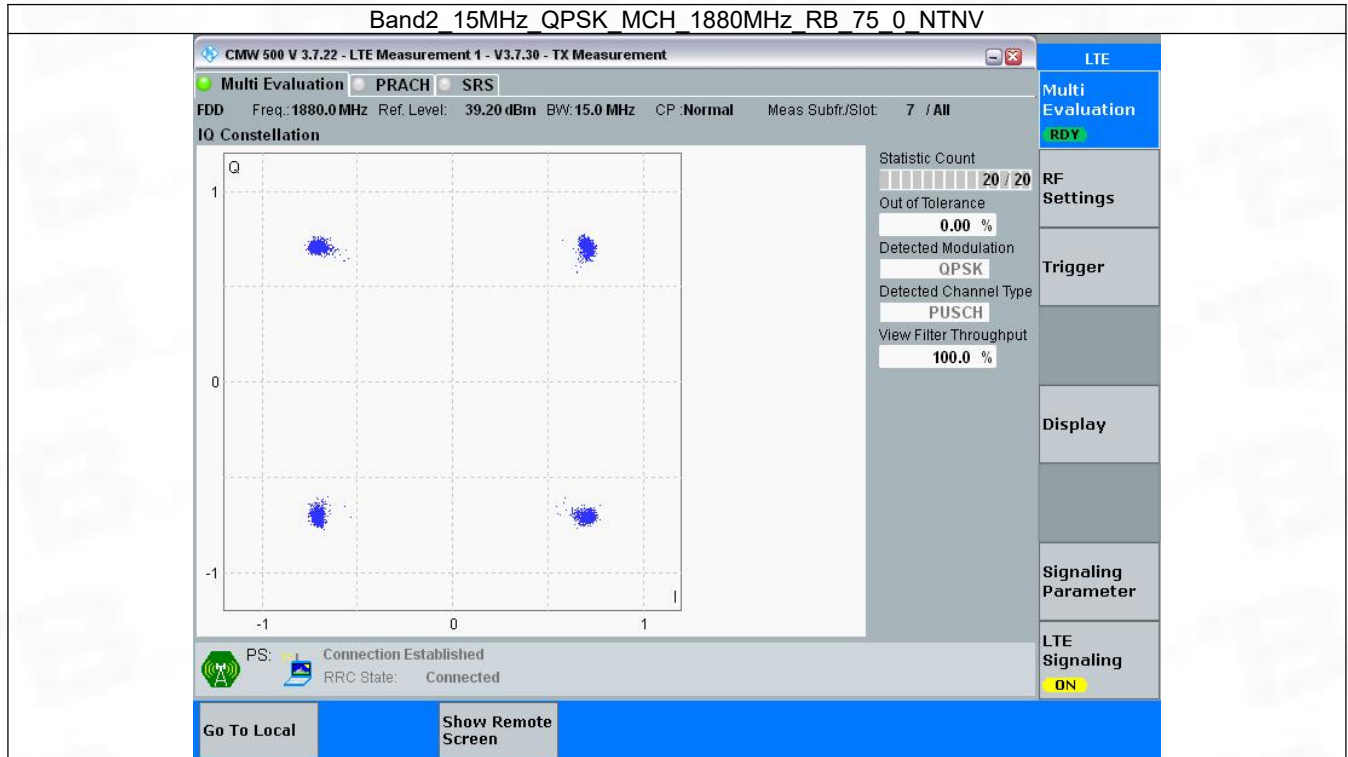 Band2_15MHz_QPSK_MCH_1880MHz_RB_75_0_NTNV
CMW 500 V 3.7.22 - LTE Measurement 1 - V3.7.30 - TX Measurement
LTE
Multi Evaluation PRACH SRS
FDD Freq.:1880.0 MHz Ref. Level: 39.20 dBm BW:15.0 MHz CP :Normal Meas Subfr./Slot: 7 / All
IQ Constellation
Q
1
0
-1
I
-1 0 1
Statistic Count
20 / 20
Out of Tolerance
0.00 %
Detected Modulation
QPSK
Detected Channel Type
PUSCH
View Filter Throughput
100.0 %
Multi
Evaluation
RDY
RF
Settings
Trigger
Display
Signaling
Parameter
LTE
Signaling
ON
PS: Connection Established
RRC State: Connected
Go To Local
Show Remote
Screen